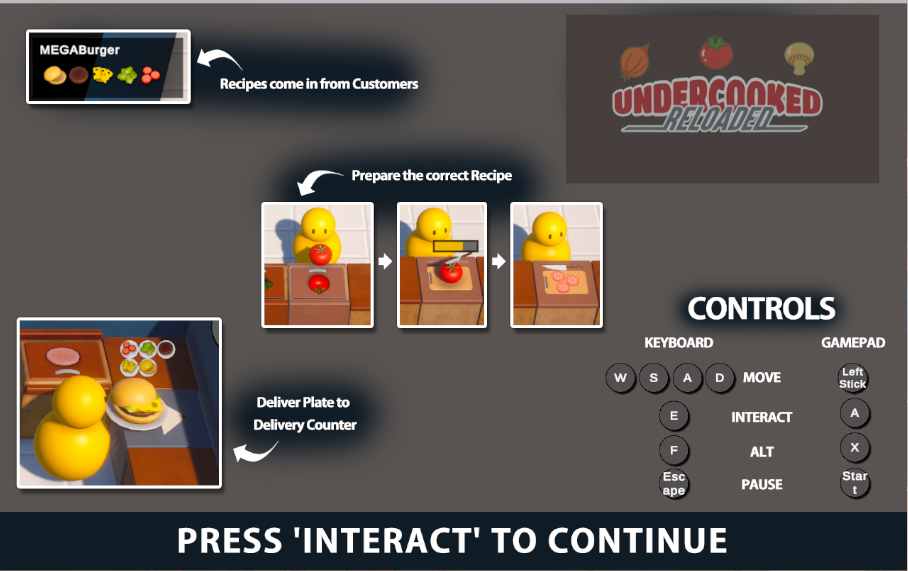 MEGABurger
Recipes come in from Customers
UNDERCOOKED
RELOADED
Prepare the correct Recipe
Deliver Plate to
Delivery Counter
CONTROLS
KEYBOARD GAMEPAD
W S A D MOVE Left
Stick
E INTERACT A
F ALT X
Esc
ape PAUSE Star
t
PRESS 'INTERACT' TO CONTINUE